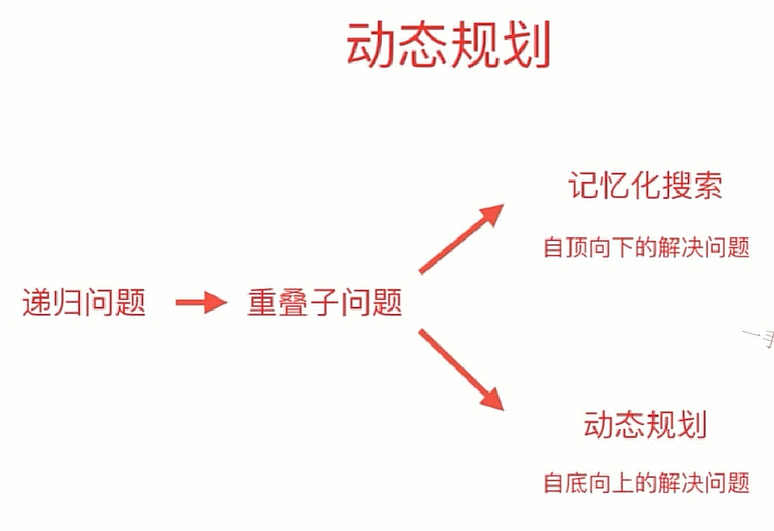 动态规划
记忆化搜索
自顶向下的解决问题
递归问题
重叠子问题
动态规划
自底向上的解决问题